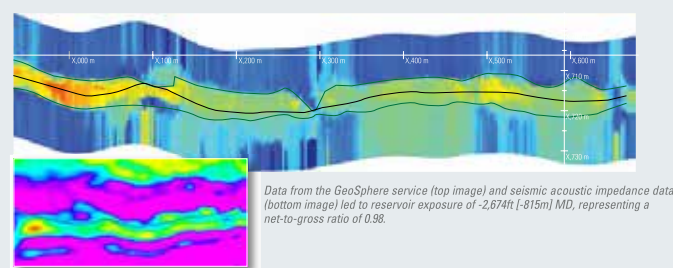 X,000 m X,100 m X,200 m X,300 m X,400 m X,500 m X,600 m
X,710 m
X,720 m
X,730 m
Data from the GeoSphere service (top image) and seismic acoustic impedance data
(bottom image) led to reservoir exposure of -2,674ft [-815m] MD, representing a
net-to-gross ratio of 0.98.